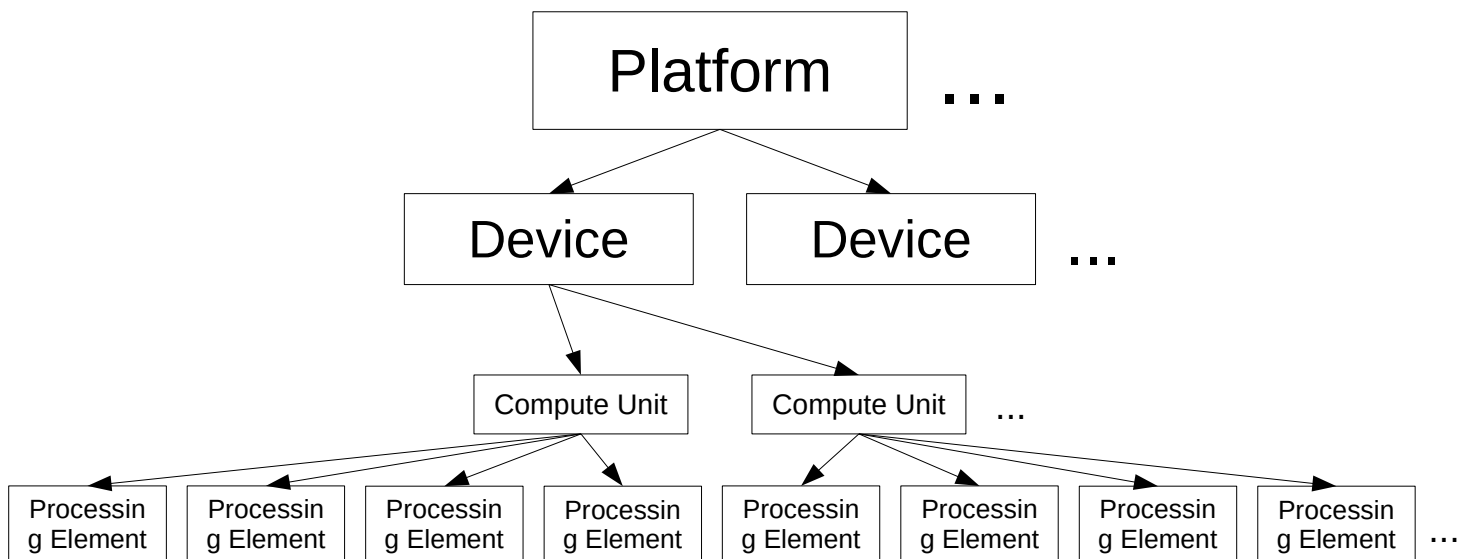 Platform
...
Device
Device
...
Compute Unit
Compute Unit
...
Processin
g Element
Processin
g Element
Processin
g Element
Processin
g Element
Processin
g Element
Processin
g Element
Processin
g Element
Processin
g Element
...